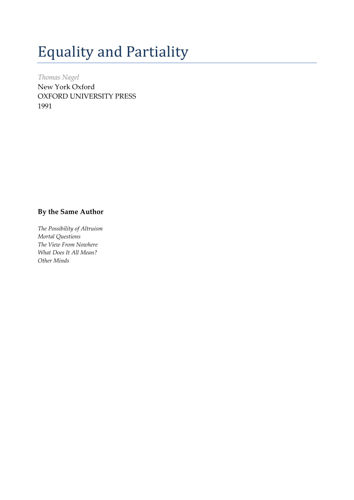 Equality and Partiality
Thomas Nagel
New York Oxford
OXFORD UNIVERSITY PRESS
1991
By the Same Author
The Possibility of Altruism
Mortal Questions
The View From Nowhere
What Does It All Mean?
Other Minds